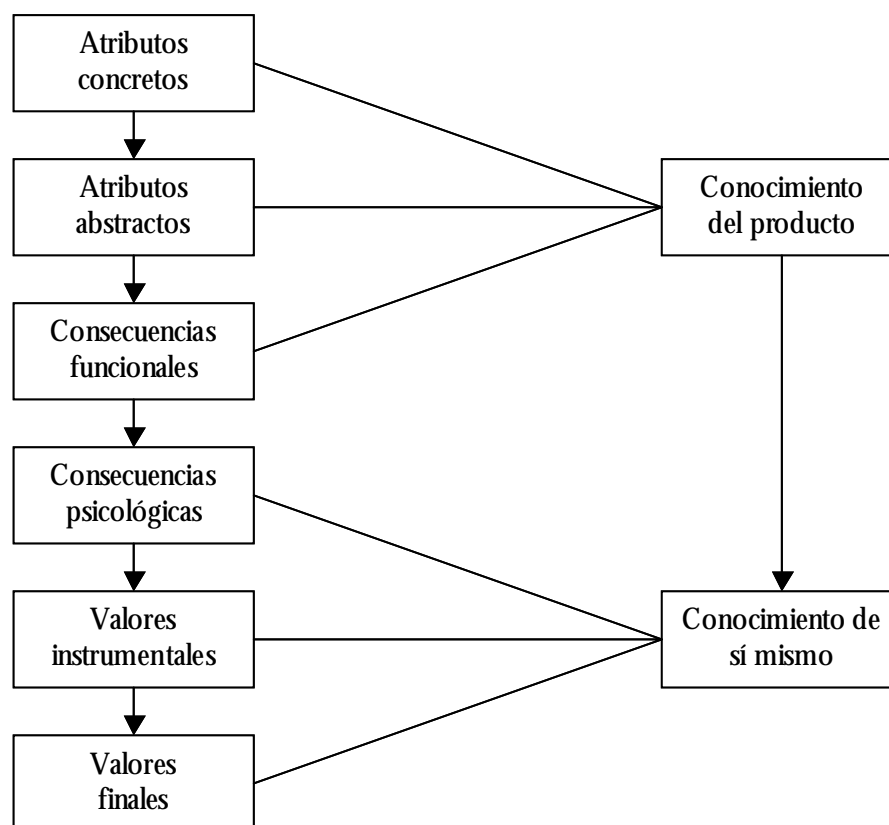 Atributos
concretos
Atributos
abstractos
Conocimiento
del producto
Consecuencias
funcionales
Consecuencias
psicológicas
Valores
instrumentales
Conocimiento de
sí mismo
Valores
finales